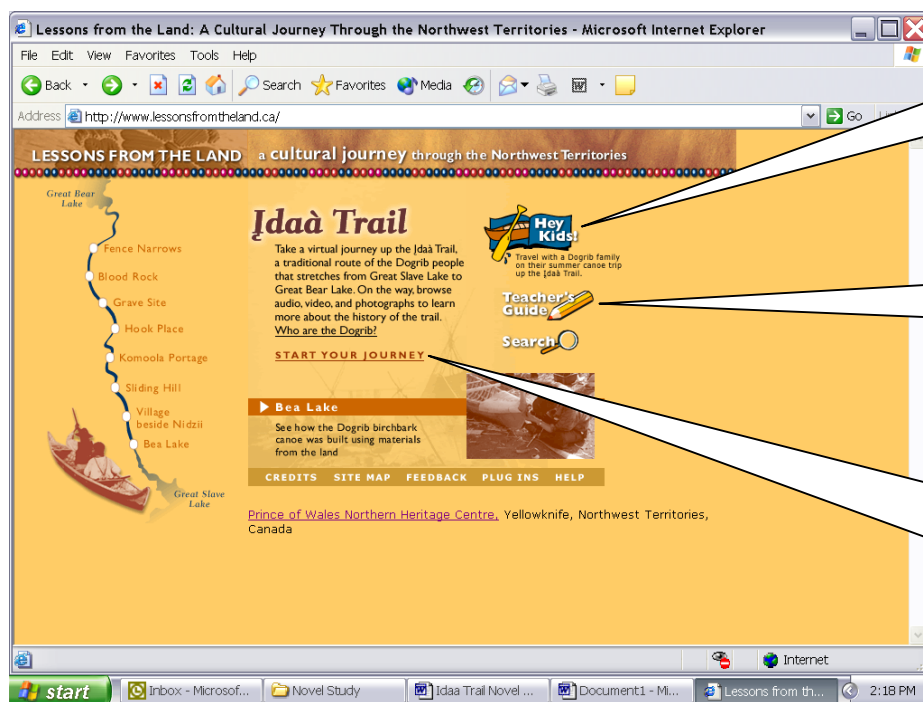 Lessons from the Land: A Cultural Journey Through the Northwest Territories - Microsoft Internet Explorer
File Edit View Favorites Tools Help
Back Search Favorites Media
Address http://www.lessonsfromtheland.ca/ Go
LESSONS FROM THE LAND a cultural journey through the Northwest Territories
Great Bear
Lake
Fence Narrows
Blood Rock
Grave Site
Hook Place
Komoola Portage
Sliding Hill
Village
beside Nidzii
Bea Lake
Great Slave
Lake
Įdaà Trail
Take a virtual journey up the Įdaà Trail,
a traditional route of the Dogrib people
that stretches from Great Slave Lake to
Great Bear Lake. On the way, browse
audio, video, and photographs to learn
more about the history of the trail.
Who are the Dogrib?
START YOUR JOURNEY
Hey
Kids!
Travel with a Dogrib family
on their summer canoe trip
up the Įdaà Trail.
Teacher's
Guide
Search
Bea Lake
See how the Dogrib birchbark
canoe was built using materials
from the land
CREDITS SITE MAP FEEDBACK PLUG INS HELP
Prince of Wales Northern Heritage Centre, Yellowknife, Northwest Territories,
Canada
Internet
start Inbox - Microsof... Novel Study Idaa Trail Novel ... Document1 - Mi... Lessons from th... 2:18 PM